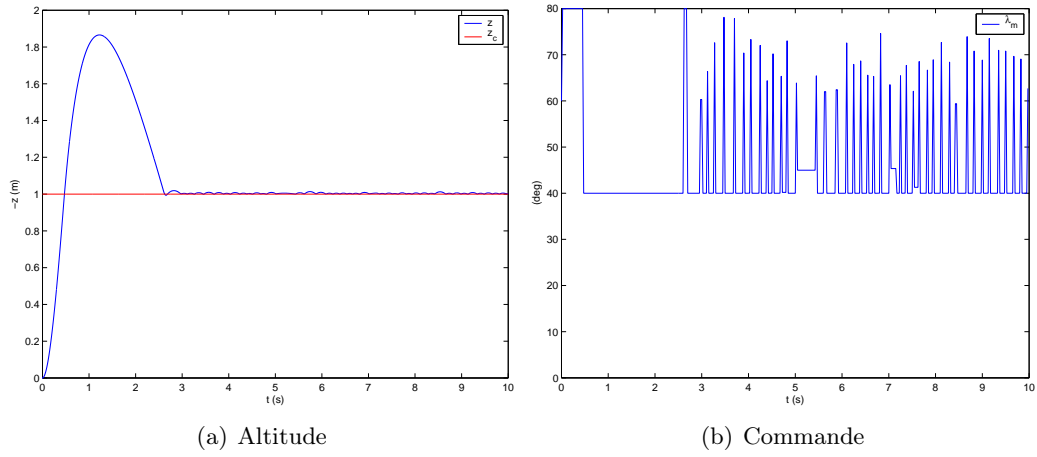 2
1.8
1.6
1.4
1.2
1
0.8
0.6
0.4
0.2
0
−z (m)
z
z_c
0 1 2 3 4 5 6 7 8 9 10
t (s)
(a) Altitude
80
70
60
50
40
30
20
10
0
(deg)
λ_m
0 1 2 3 4 5 6 7 8 9 10
t (s)
(b) Commande